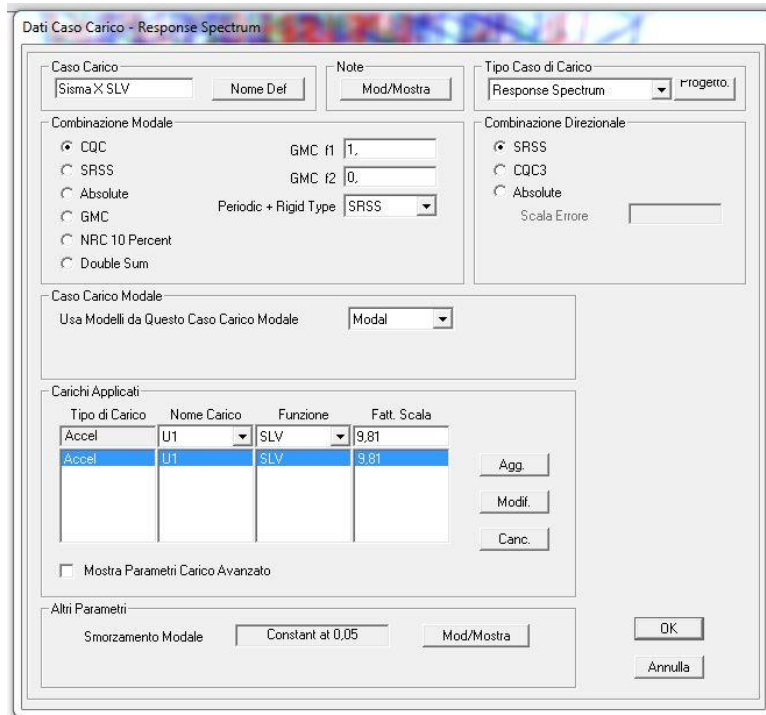 Dati Caso Carico - Response Spectrum
Caso Carico
Sisma X SLV
Nome Def
Note
Mod/Mostra
Tipo Caso di Carico
Response Spectrum
Progetto.
Combinazione Modale
CQC
SRSS
Absolute
GMC
NRC 10 Percent
Double Sum
GMC f1 1,
GMC f2 0,
Periodic + Rigid Type SRSS
Combinazione Direzionale
SRSS
CQC3
Absolute
Scala Errore
Caso Carico Modale
Usa Modelli da Questo Caso Carico Modale Modal
Carichi Applicati
Tipo di Carico Nome Carico Funzione Fatt. Scala
Accel U1 SLV 9,81
Accel U1 SLV 9,81
Agg.
Modif.
Canc.
Mostra Parametri Carico Avanzato
Altri Parametri
Smorzamento Modale Constant at 0,05 Mod/Mostra
OK
Annulla